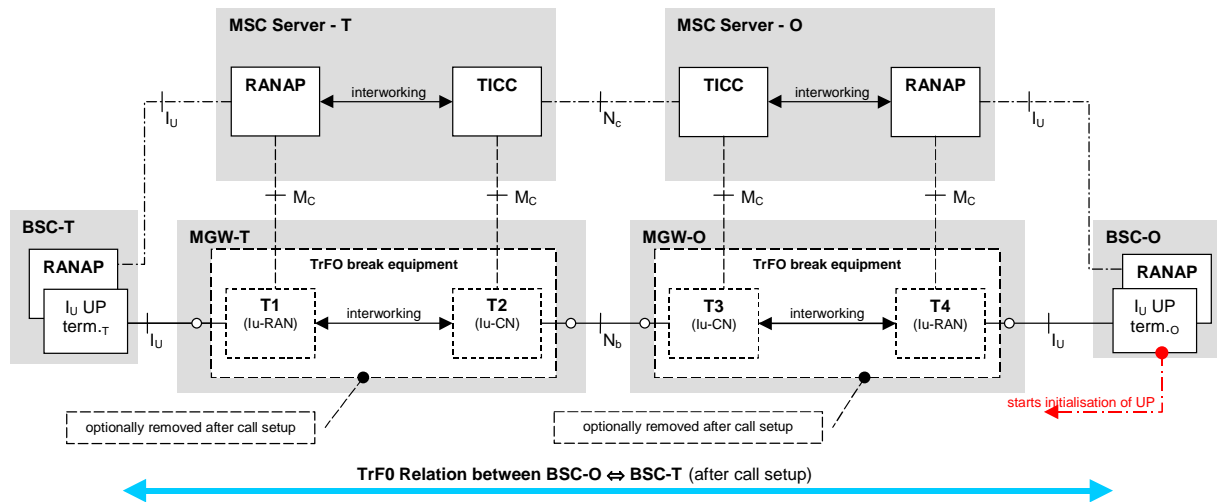 MSC Server - T
MSC Server - O
RANAP
interworking
TICC
TICC
interworking
RANAP
IU
Nc
IU
MC
MC
MC
MC
BSC-T
MGW-T
MGW-O
BSC-O
RANAP
TrFO break equipment
TrFO break equipment
RANAP
IU UP
term.T
T1
(Iu-RAN)
interworking
T2
(Iu-CN)
T3
(Iu-CN)
interworking
T4
(Iu-RAN)
IU UP
term.O
IU
Nb
IU
starts initialisation of UP
optionally removed after call setup
optionally removed after call setup
TrF0 Relation between BSC-O ⇔ BSC-T (after call setup)